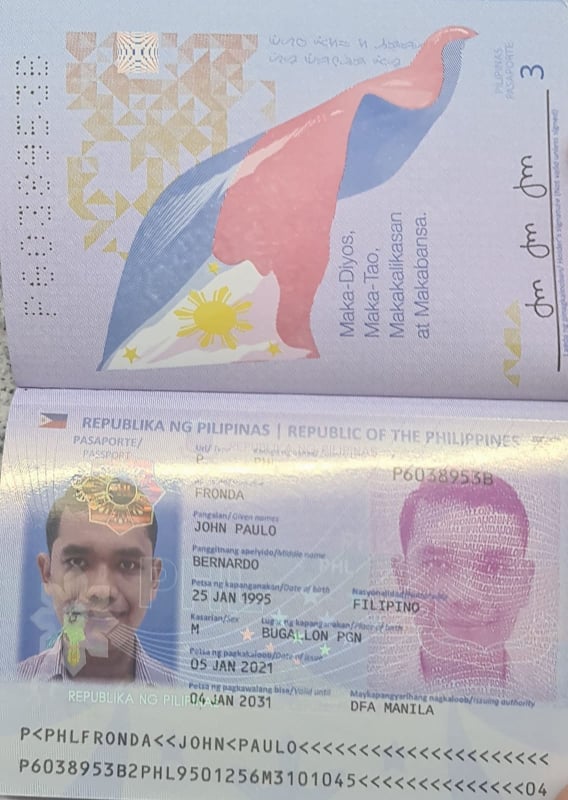 P6038953B
PILIPINAS
PASAPORTE
3
Maka-Diyos,
Maka-Tao,
Makakalikasan
at Makabansa.
REPUBLIKA NG PILIPINAS | REPUBLIC OF THE PHILIPPINES
PASAPORTE/
PASSPORT
P
P6038953B
FRONDA
Pangalan/Given names
JOHN PAULO
Panggitnang apelyido/Middle name
BERNARDO
Petsa ng kapanganakan/Date of birth
25 JAN 1995
Nasyonalidad/Nationality
FILIPINO
Kasarian/Sex
M
Lugar ng kapanganakan/Place of birth
BUGALLON PGN
Petsa ng pagkakaloob/Date of issue
05 JAN 2021
Petsa ng pagkawalang bisa/Valid until
04 JAN 2031
Maykapangyarihang nagkaloob/Issuing authority
DFA MANILA
REPUBLIKA NG PILIPINAS
P<PHLFRONDA<<JOHN<PAULO<<<<<<<<<<<<<<<<<<<<<
P6038953B2PHL9501256M3101045<<<<<<<<<<<<<<04